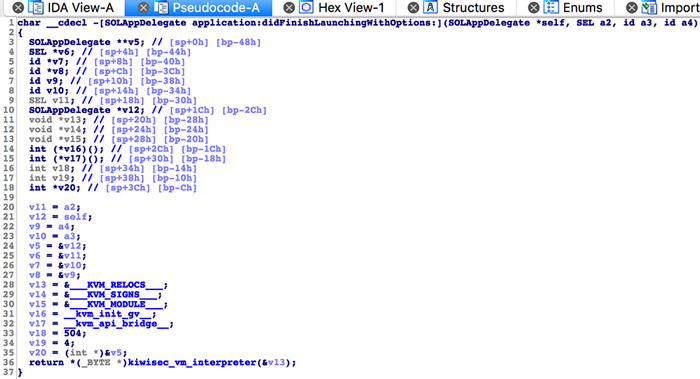 IDA View-A Pseudocode-A Hex View-1 Structures Enums Import
1 char __cdecl -[SOLAppDelegate application:didFinishLaunchingWithOptions:](SOLAppDelegate *self, SEL a2, id a3, id a4)
2 {
3 SOLAppDelegate **v5; // [sp+0h] [bp-48h]
4 SEL *v6; // [sp+4h] [bp-44h]
5 id *v7; // [sp+8h] [bp-40h]
6 id *v8; // [sp+Ch] [bp-3Ch]
7 id v9; // [sp+10h] [bp-38h]
8 id v10; // [sp+14h] [bp-34h]
9 SEL v11; // [sp+18h] [bp-30h]
10 SOLAppDelegate *v12; // [sp+1Ch] [bp-2Ch]
11 void *v13; // [sp+20h] [bp-28h]
12 void *v14; // [sp+24h] [bp-24h]
13 void *v15; // [sp+28h] [bp-20h]
14 int (*v16)(); // [sp+2Ch] [bp-1Ch]
15 int (*v17)(); // [sp+30h] [bp-18h]
16 int v18; // [sp+34h] [bp-14h]
17 int v19; // [sp+38h] [bp-10h]
18 int *v20; // [sp+3Ch] [bp-Ch]
19
20 v11 = a2;
21 v12 = self;
22 v9 = a4;
23 v10 = a3;
24 v5 = &v12;
25 v6 = &v11;
26 v7 = &v10;
27 v8 = &v9;
28 v13 = &___KVM_RELOCS___;
29 v14 = &___KVM_SIGNS___;
30 v15 = &___KVM_MODULE___;
31 v16 = __kvm_init_gv__;
32 v17 = __kvm_api_bridge__;
33 v18 = 504;
34 v19 = 4;
35 v20 = (int *)&v5;
36 return *(_BYTE *)kiwisec_vm_interpreter(&v13);
37 }